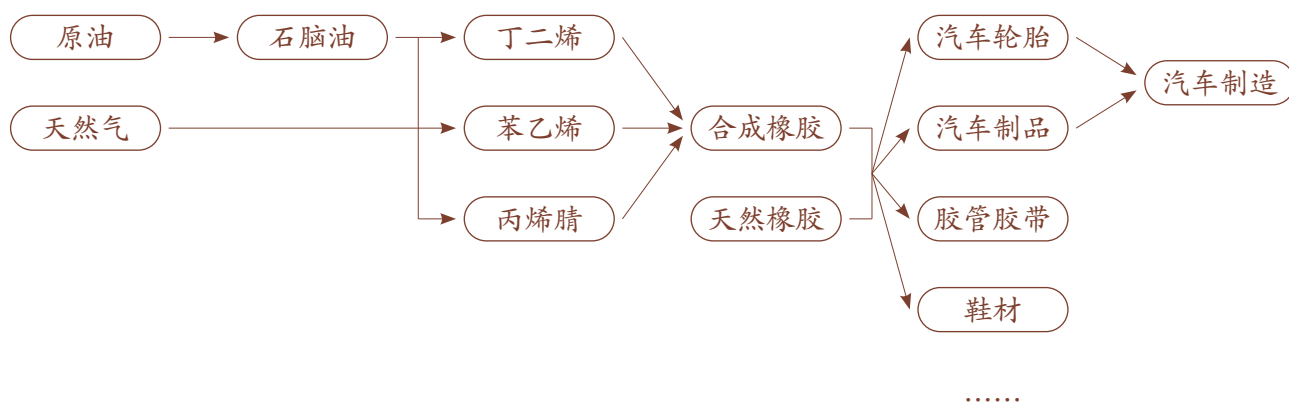 原油
石脑油
丁二烯
汽车轮胎
汽车制造
天然气
苯乙烯
合成橡胶
汽车制品
丙烯腈
天然橡胶
胶管胶带
鞋材
……